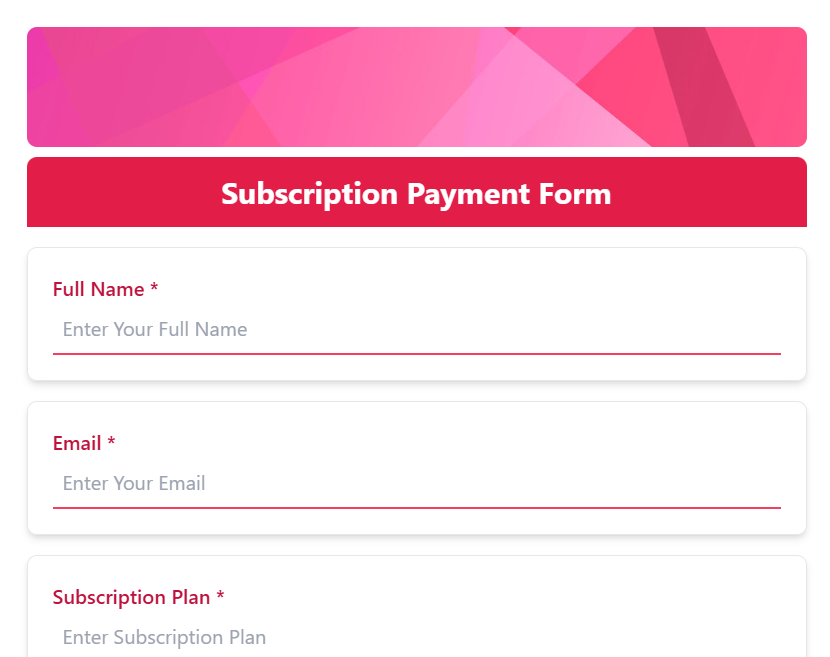 Subscription Payment Form
Full Name *
Enter Your Full Name
Email *
Enter Your Email
Subscription Plan *
Enter Subscription Plan